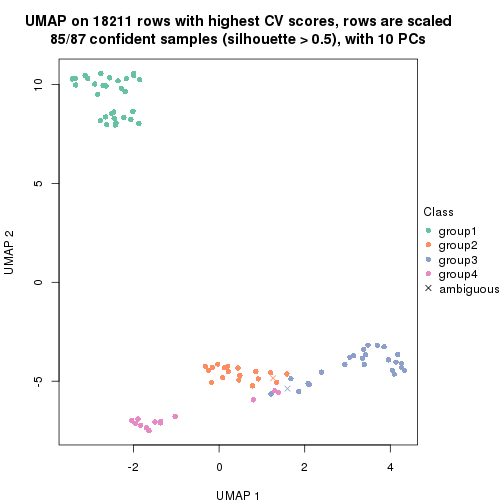 UMAP on 18211 rows with highest CV scores, rows are scaled
85/87 confident samples (silhouette > 0.5), with 10 PCs
10
5
0
-5
UMAP 2
-2
0
2
4
UMAP 1
Class
group1
group2
group3
group4
ambiguous